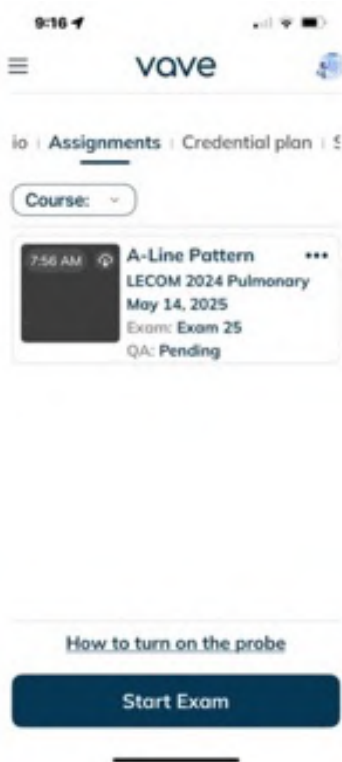 9:16
vave
io | Assignments | Credential plan | S
Course:
7:56 AM
A-Line Pattern
LECOM 2024 Pulmonary
May 14, 2025
Exam: Exam 25
QA: Pending
How to turn on the probe
Start Exam